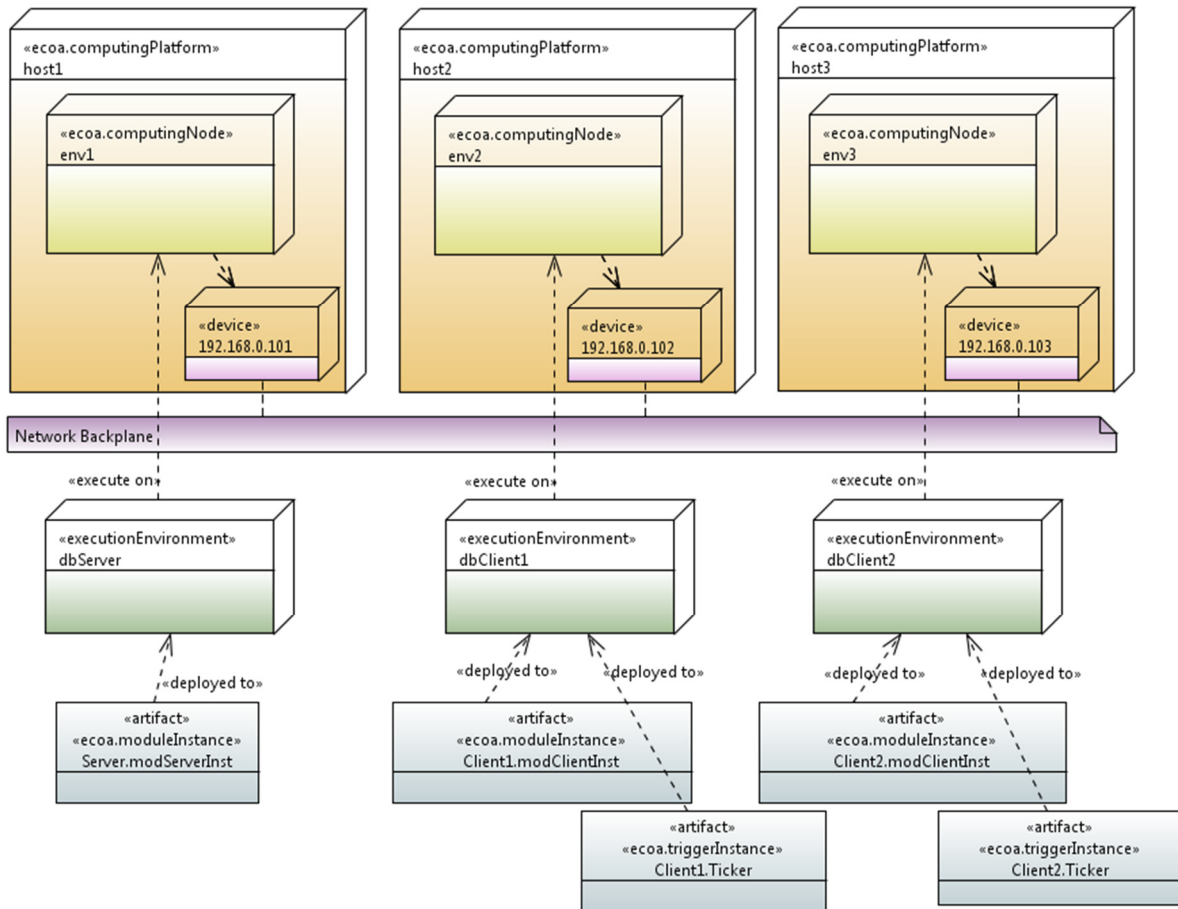 «ecoa.computingPlatform»
host1
«ecoa.computingNode»
env1
«device»
192.168.0.101
«ecoa.computingPlatform»
host2
«ecoa.computingNode»
env2
«device»
192.168.0.102
«ecoa.computingPlatform»
host3
«ecoa.computingNode»
env3
«device»
192.168.0.103
Network Backplane
«execute on»
«execute on»
«execute on»
«executionEnvironment»
dbServer
«executionEnvironment»
dbClient1
«executionEnvironment»
dbClient2
«deployed to»
«deployed to»
«deployed to»
«deployed to»
«deployed to»
«artifact»
«ecoa.moduleInstance»
Server.modServerInst
«artifact»
«ecoa.moduleInstance»
Client1.modClientInst
«artifact»
«ecoa.moduleInstance»
Client2.modClientInst
«artifact»
«ecoa.triggerInstance»
Client1.Ticker
«artifact»
«ecoa.triggerInstance»
Client2.Ticker